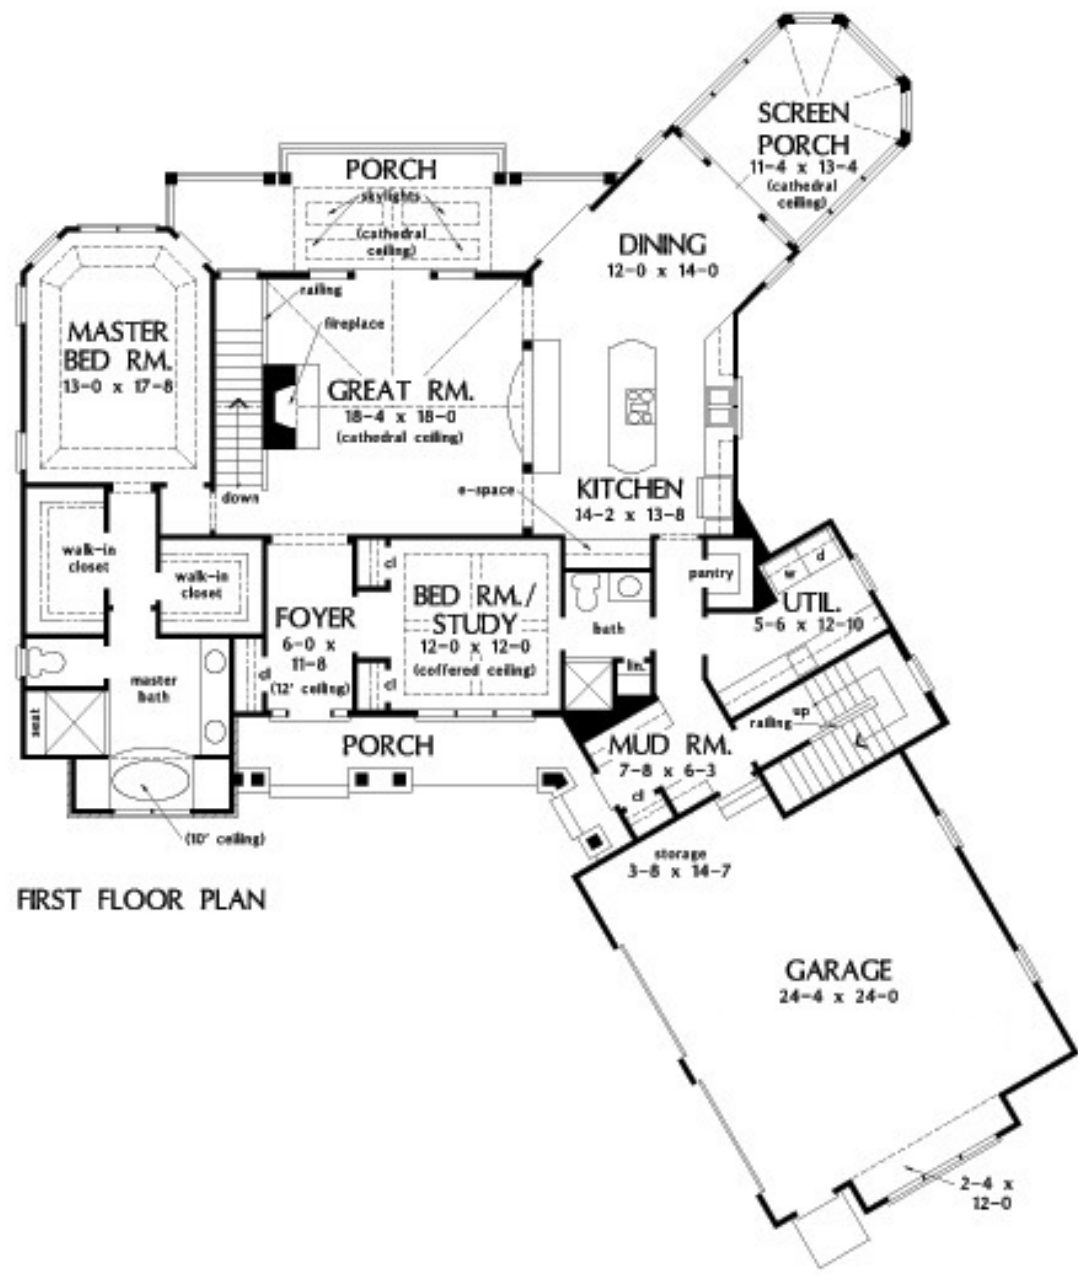 SCREEN
PORCH
11-4 x 13-4
(cathedral
ceiling)
PORCH
skylights
(cathedral
ceiling)
DINING
12-0 x 14-0
railing
fireplace
MASTER
BED RM.
13-0 x 17-8
GREAT RM.
18-4 x 18-0
(cathedral ceiling)
down
e-space
KITCHEN
14-2 x 13-8
walk-in
closet
walk-in
closet
cl
BED RM./
STUDY
12-0 x 12-0
(coffered ceiling)
cl
FOYER
6-0 x
11-8
(12' ceiling)
cl
bath
lin.
pantry
w
d
UTIL.
5-6 x 12-10
master
bath
seat
up
railing
PORCH
MUD RM.
7-8 x 6-3
cl
(10' ceiling)
storage
3-8 x 14-7
FIRST FLOOR PLAN
GARAGE
24-4 x 24-0
2-4 x
12-0